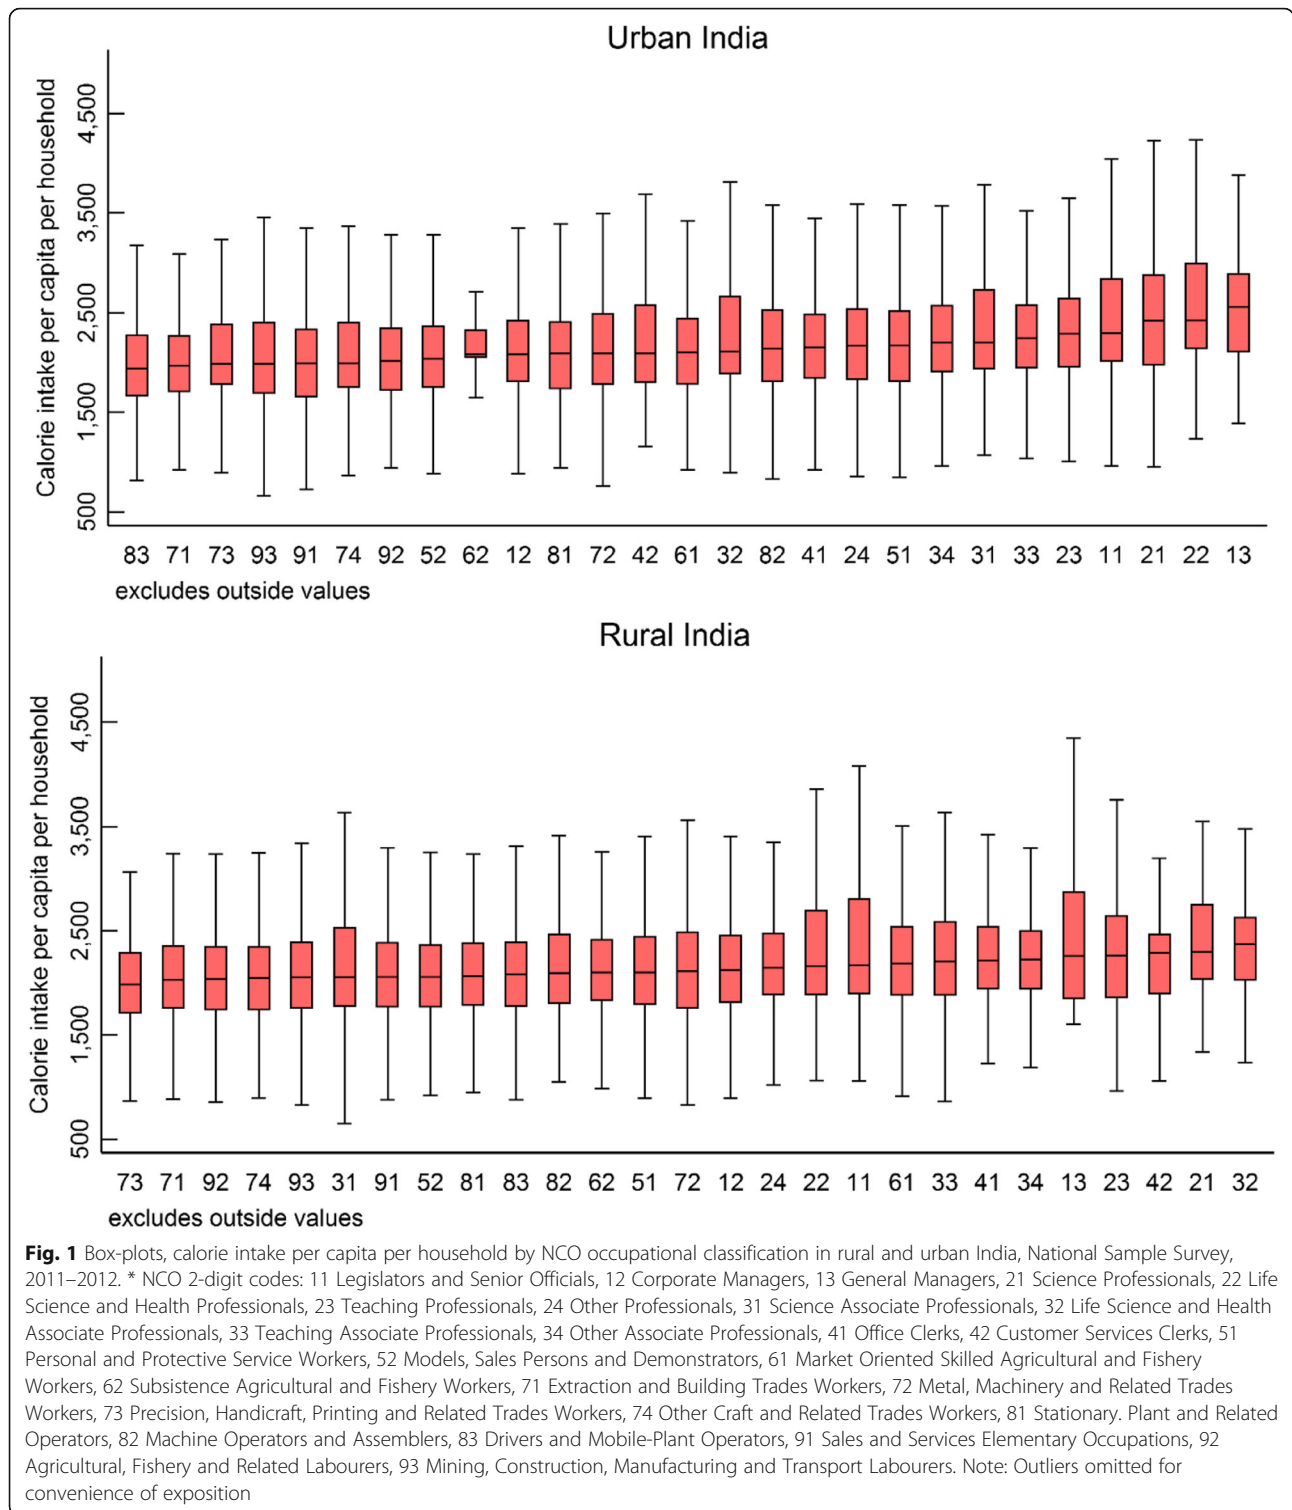 Urban India
Calorie intake per capita per household
4,500
3,500
2,500
1,500
500
83 71 73 93 91 74 92 52 62 12 81 72 42 61 32 82 41 24 51 34 31 33 23 11 21 22 13
excludes outside values
Rural India
Calorie intake per capita per household
4,500
3,500
2,500
1,500
500
73 71 92 74 93 31 91 52 81 83 82 62 51 72 12 24 22 11 61 33 41 34 13 23 42 21 32
excludes outside values
Fig. 1 Box-plots, calorie intake per capita per household by NCO occupational classification in rural and urban India, National Sample Survey,
2011–2012. * NCO 2-digit codes: 11 Legislators and Senior Officials, 12 Corporate Managers, 13 General Managers, 21 Science Professionals, 22 Life
Science and Health Professionals, 23 Teaching Professionals, 24 Other Professionals, 31 Science Associate Professionals, 32 Life Science and Health
Associate Professionals, 33 Teaching Associate Professionals, 34 Other Associate Professionals, 41 Office Clerks, 42 Customer Services Clerks, 51
Personal and Protective Service Workers, 52 Models, Sales Persons and Demonstrators, 61 Market Oriented Skilled Agricultural and Fishery
Workers, 62 Subsistence Agricultural and Fishery Workers, 71 Extraction and Building Trades Workers, 72 Metal, Machinery and Related Trades
Workers, 73 Precision, Handicraft, Printing and Related Trades Workers, 74 Other Craft and Related Trades Workers, 81 Stationary. Plant and Related
Operators, 82 Machine Operators and Assemblers, 83 Drivers and Mobile-Plant Operators, 91 Sales and Services Elementary Occupations, 92
Agricultural, Fishery and Related Labourers, 93 Mining, Construction, Manufacturing and Transport Labourers. Note: Outliers omitted for
convenience of exposition